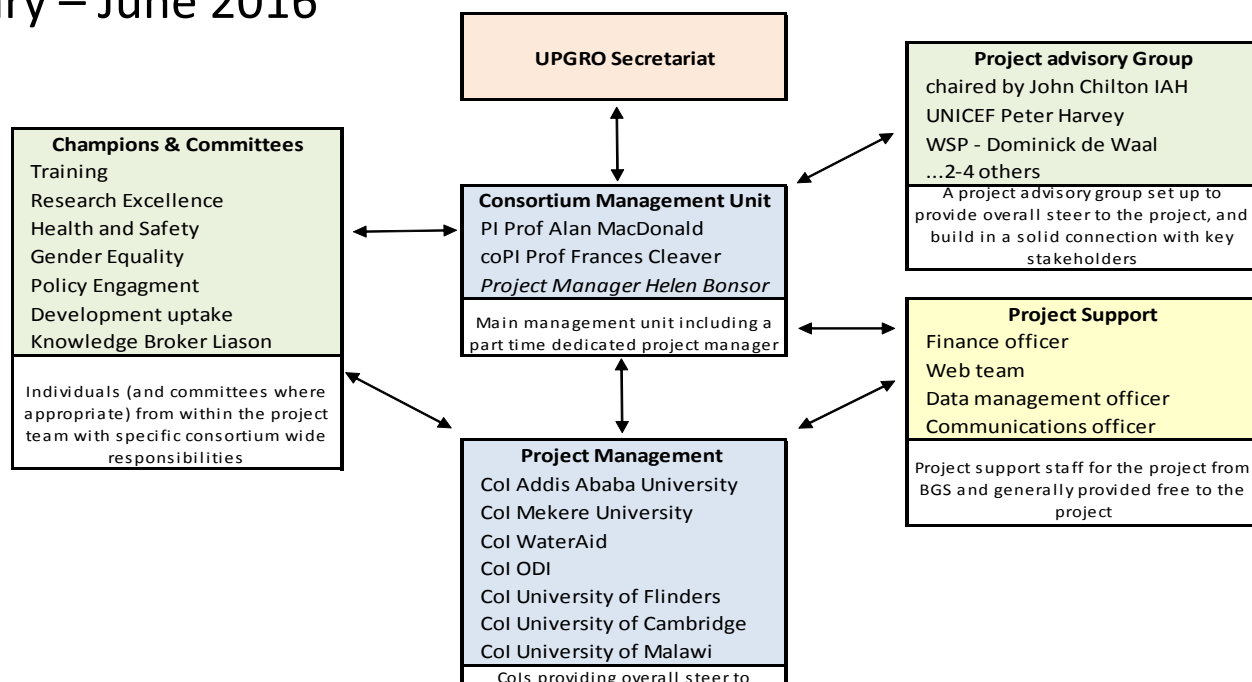 ry – June 2016
UPGRO Secretariat
Project advisory Group
chaired by John Chilton IAH
UNICEF Peter Harvey
WSP - Dominick de Waal
...2-4 others
A project advisory group set up to
provide overall steer to the project, and
build in a solid connection with key
stakeholders
Champions & Committees
Training
Research Excellence
Health and Safety
Gender Equality
Policy Engagment
Development uptake
Knowledge Broker Liason
Individuals (and committees where
appropriate) from within the project
team with specific consortium wide
responsibilities
Consortium Management Unit
PI Prof Alan MacDonald
coPI Prof Frances Cleaver
Project Manager Helen Bonsor
Main management unit including a
part time dedicated project manager
Project Support
Finance officer
Web team
Data management officer
Communications officer
Project support staff for the project from
BGS and generally provided free to the
project
Project Management
CoI Addis Ababa University
CoI Mekere University
CoI WaterAid
CoI ODI
CoI University of Flinders
CoI University of Cambridge
CoI University of Malawi
CoIs providing overall steer to